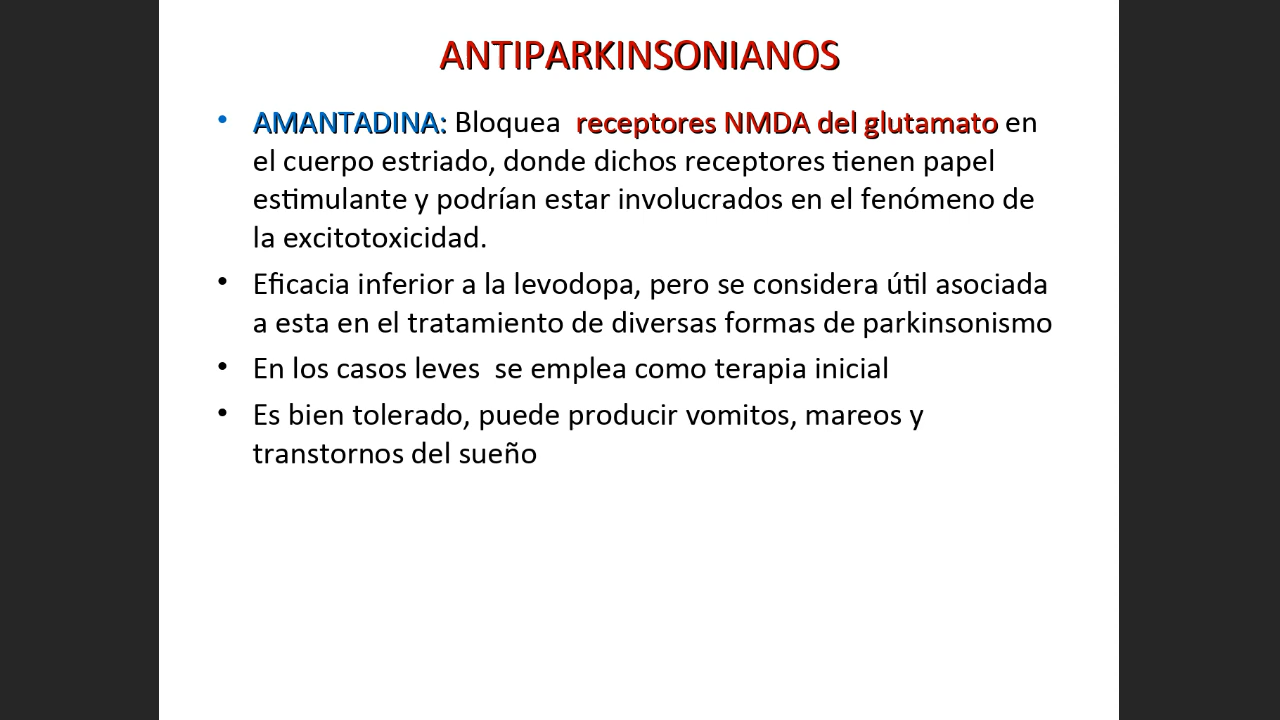 ANTIPARKINSONIANOS
• AMANTADINA: Bloquea  receptores NMDA del glutamato en
el cuerpo estriado, donde dichos receptores tienen papel
estimulante y podrían estar involucrados en el fenómeno de
la excitotoxicidad.
• Eficacia inferior a la levodopa, pero se considera útil asociada
a esta en el tratamiento de diversas formas de parkinsonismo
• En los casos leves  se emplea como terapia inicial
• Es bien tolerado, puede producir vomitos, mareos y
transtornos del sueño